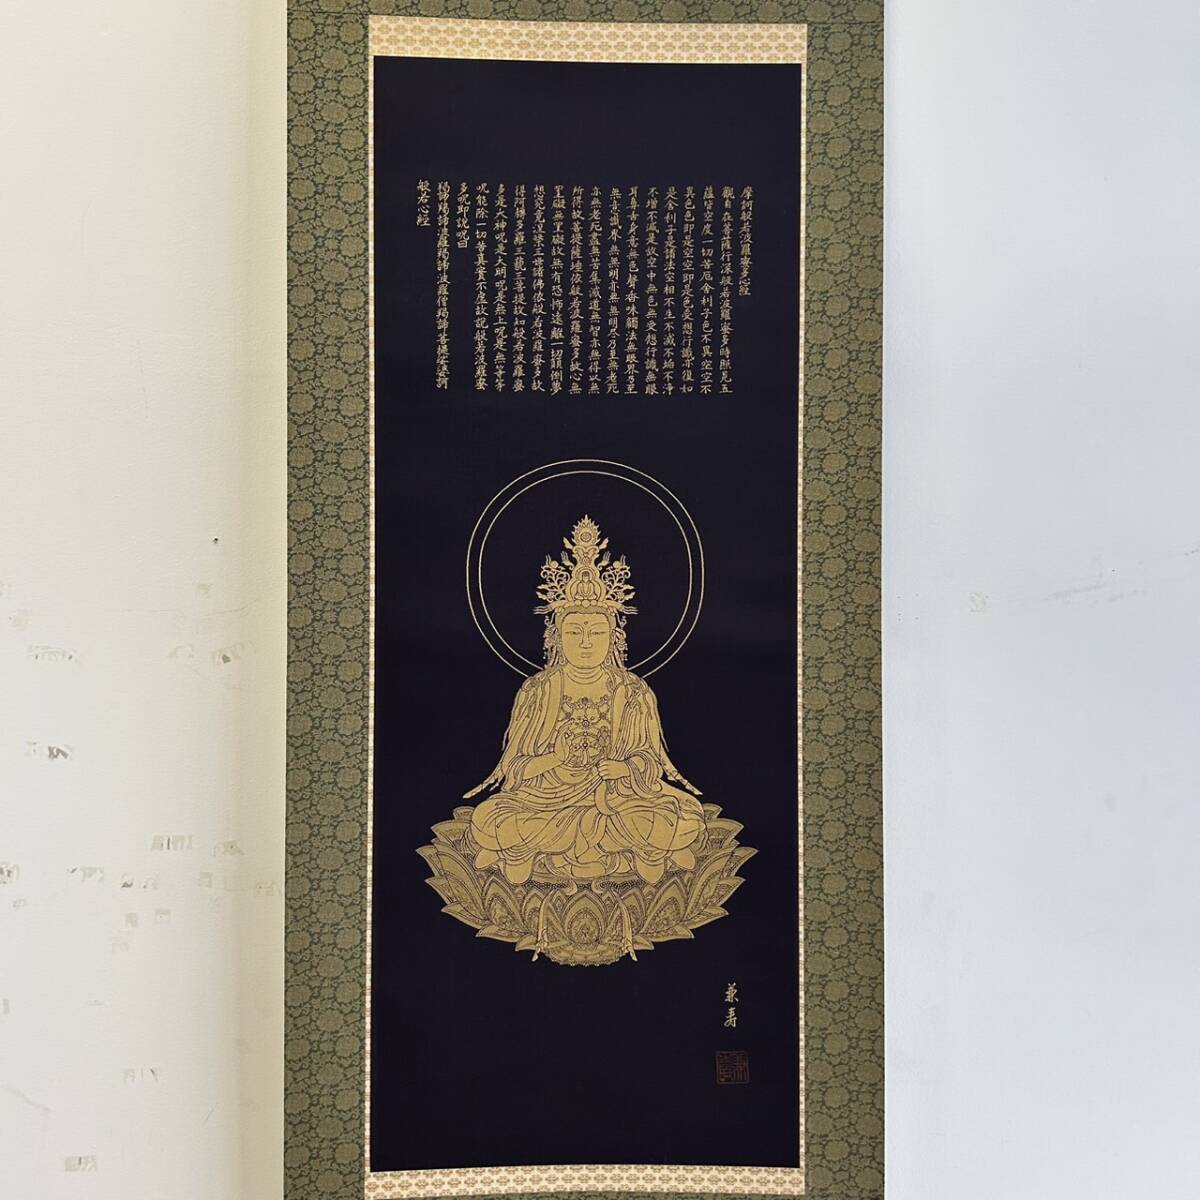 摩訶般若波羅蜜多心經
觀自在菩薩行深般若波羅蜜多時照見五
蘊皆空度一切苦厄舍利子色不異空空不
異色色即是空空即是色受想行識亦復如
是舍利子是諸法空相不生不滅不垢不淨
不增不減是故空中無色無受想行識無眼
耳鼻舌身意無色聲香味觸法無眼界乃至
無意識界無無明亦無無明尽乃至無老死
亦無老死盡無苦集滅道無智亦無得以無
所得故菩提薩埵依般若波羅蜜多故心無
罣礙無罣礙故無有恐怖遠離一切顛倒夢
想究竟涅槃三世諸佛依般若波羅蜜多故
得阿耨多羅三藐三菩提故知般若波羅蜜
多是大神呪是大明呪是無上呪是無等等
呪能除一切苦真實不虛故説般若波羅蜜
多呪即説呪曰
羯諦羯諦波羅羯諦波羅僧羯諦菩提娑婆訶
般若心經
兼寿